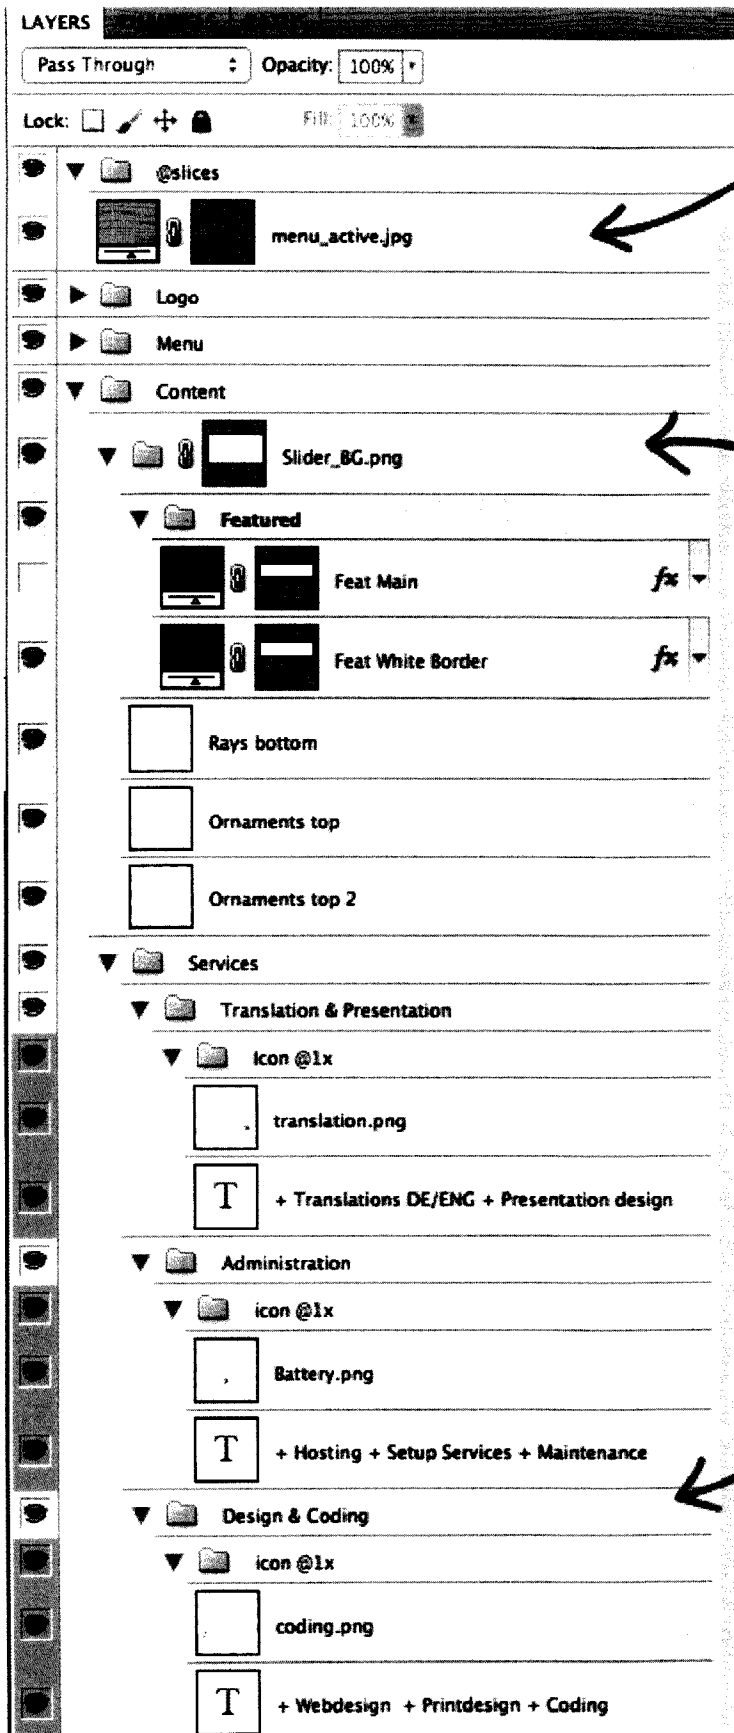 LAYERS
Pass Through Opacity: 100%
Lock: Fill: 100%
@slices
menu_active.jpg
Logo
Menu
Content
Slider_BG.png
Featured
Feat Main fx
Feat White Border fx
Rays bottom
Ornaments top
Ornaments top 2
Services
Translation & Presentation
Icon @1x
translation.png
T + Translations DE/ENG + Presentation design
Administration
icon @1x
Battery.png
T + Hosting + Setup Services + Maintenance
Design & Coding
icon @1x
coding.png
T + Webdesign + Printdesign + Coding